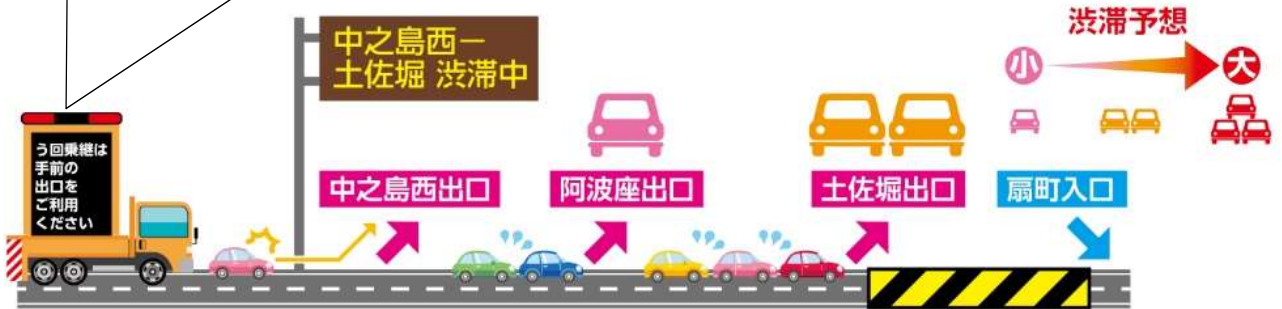 渋滞予想
小
大
中之島西ー
土佐堀 渋滞中
う回乗継は
手前の
出口を
ご利用
ください
中之島西出口
阿波座出口
土佐堀出口
扇町入口